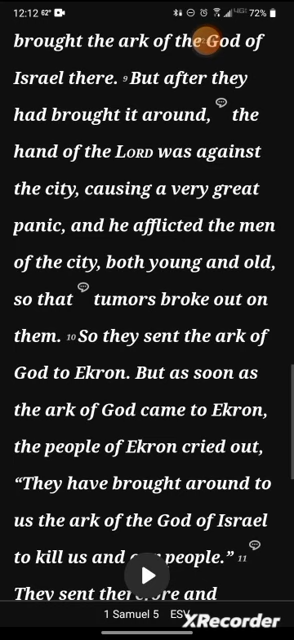 12:12 62° 72%
brought the ark of the God of
Israel there. 9 But after they
had brought it around, the
hand of the LORD was against
the city, causing a very great
panic, and he afflicted the men
of the city, both young and old,
so that tumors broke out on
them. 10 So they sent the ark of
God to Ekron. But as soon as
the ark of God came to Ekron,
the people of Ekron cried out,
“They have brought around to
us the ark of the God of Israel
to kill us and our people.” 11
They sent therefore and
1 Samuel 5 ESV
XRecorder